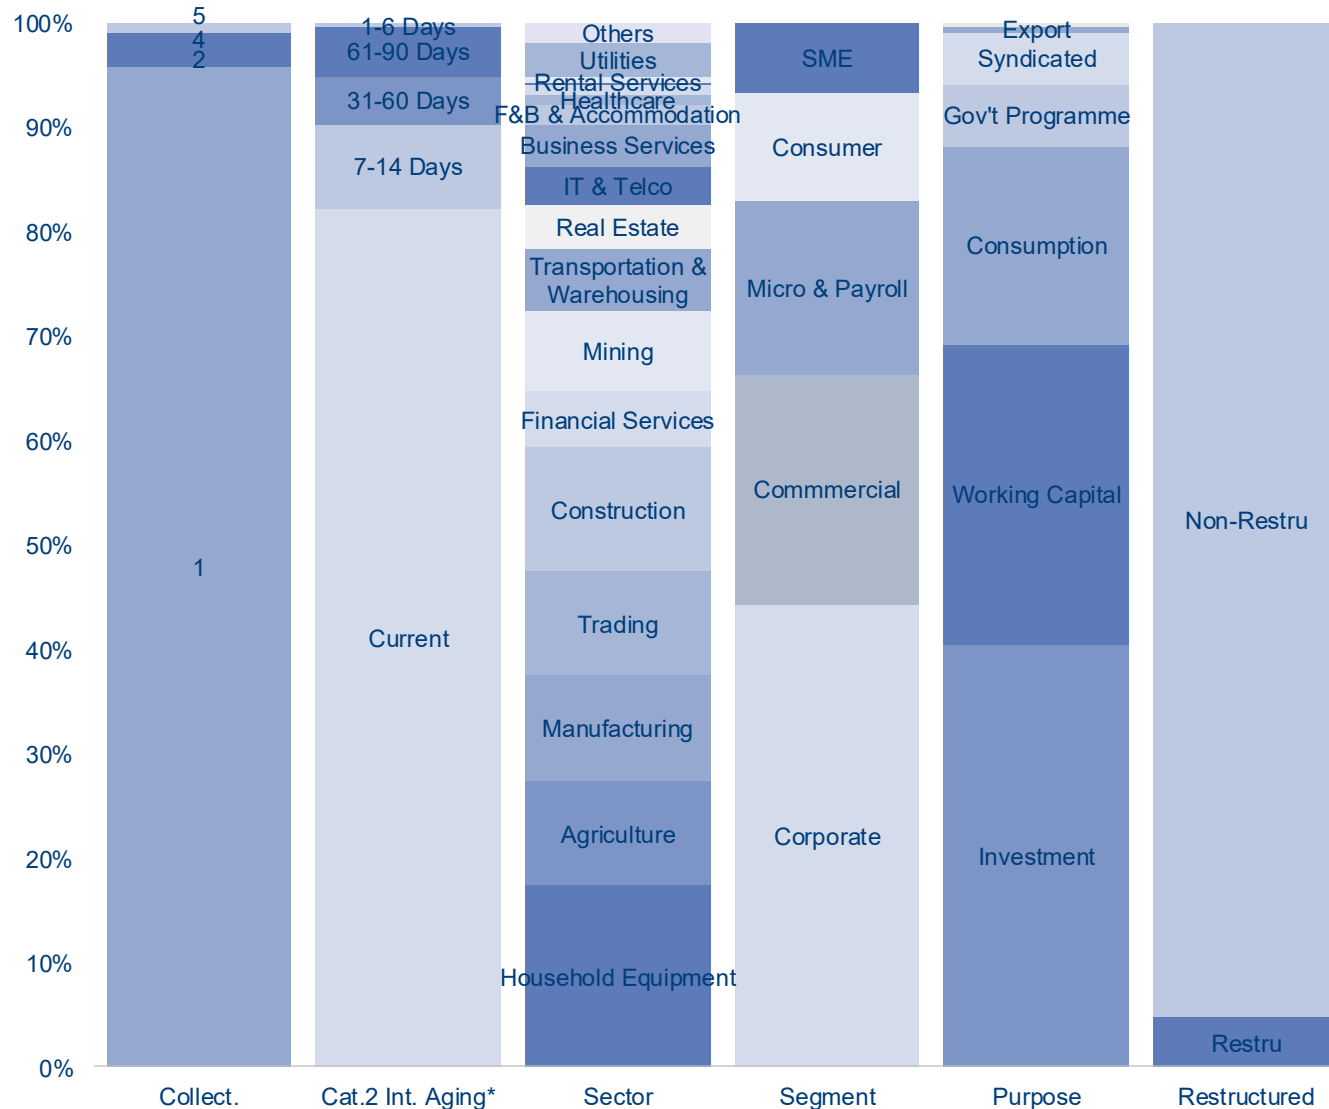 100%
90%
80%
70%
60%
50%
40%
30%
20%
10%
0%
5
4
2
1
Collect.
1-6 Days
61-90 Days
31-60 Days
7-14 Days
Current
Cat.2 Int. Aging*
Others
Utilities
Rental Services
Healthcare
F&B & Accommodation
Business Services
IT & Telco
Real Estate
Transportation &
Warehousing
Mining
Financial Services
Construction
Trading
Manufacturing
Agriculture
Household Equipment
Sector
SME
Consumer
Micro & Payroll
Commmercial
Corporate
Segment
Export
Syndicated
Gov't Programme
Consumption
Working Capital
Investment
Purpose
Non-Restru
Restru
Restructured